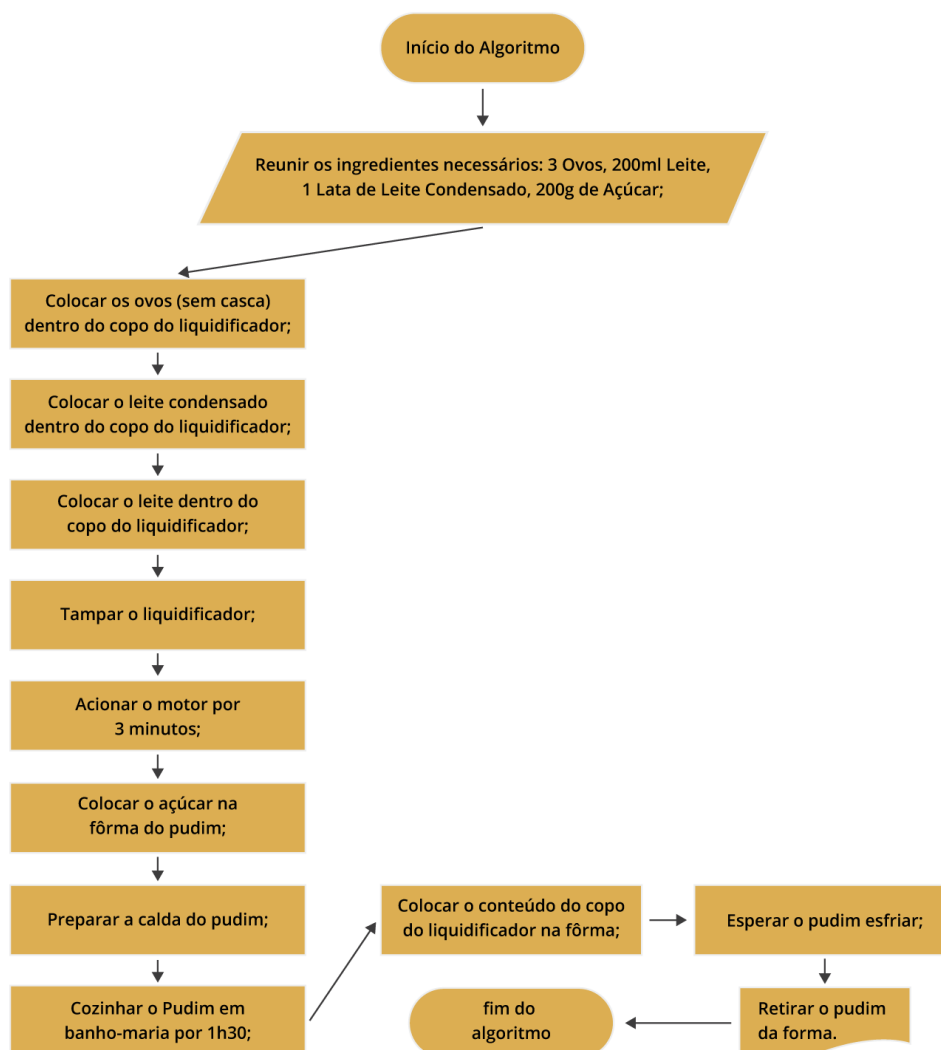 Início do Algoritmo
Reunir os ingredientes necessários: 3 Ovos, 200ml Leite,
1 Lata de Leite Condensado, 200g de Açúcar;
Colocar os ovos (sem casca)
dentro do copo do liquidificador;
Colocar o leite condensado
dentro do copo do liquidificador;
Colocar o leite dentro do
copo do liquidificador;
Tampar o liquidificador;
Acionar o motor por
3 minutos;
Colocar o açúcar na
fôrma do pudim;
Preparar a calda do pudim;
Cozinhar o Pudim em
banho-maria por 1h30;
Colocar o conteúdo do copo
do liquidificador na fôrma;
Esperar o pudim esfriar;
Retirar o pudim
da forma.
fim do
algoritmo